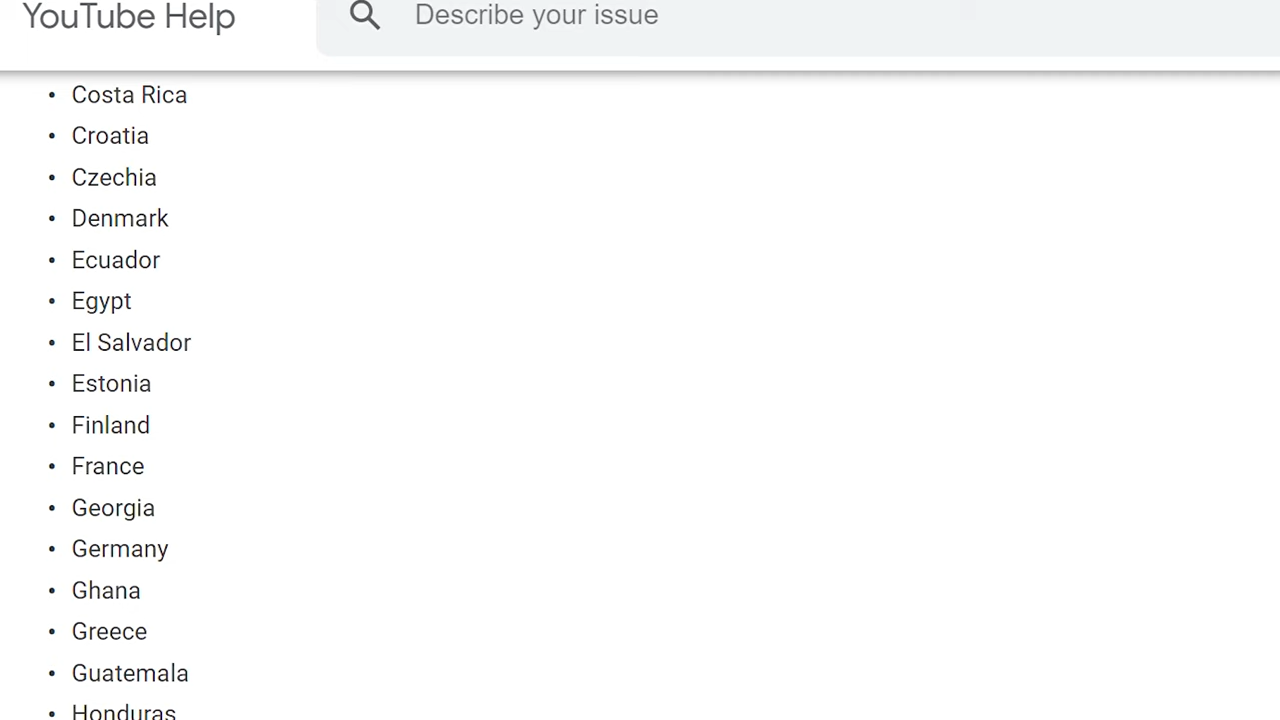 YouTube Help
Describe your issue
• Costa Rica
• Croatia
• Czechia
• Denmark
• Ecuador
• Egypt
• El Salvador
• Estonia
• Finland
• France
• Georgia
• Germany
• Ghana
• Greece
• Guatemala
• Honduras